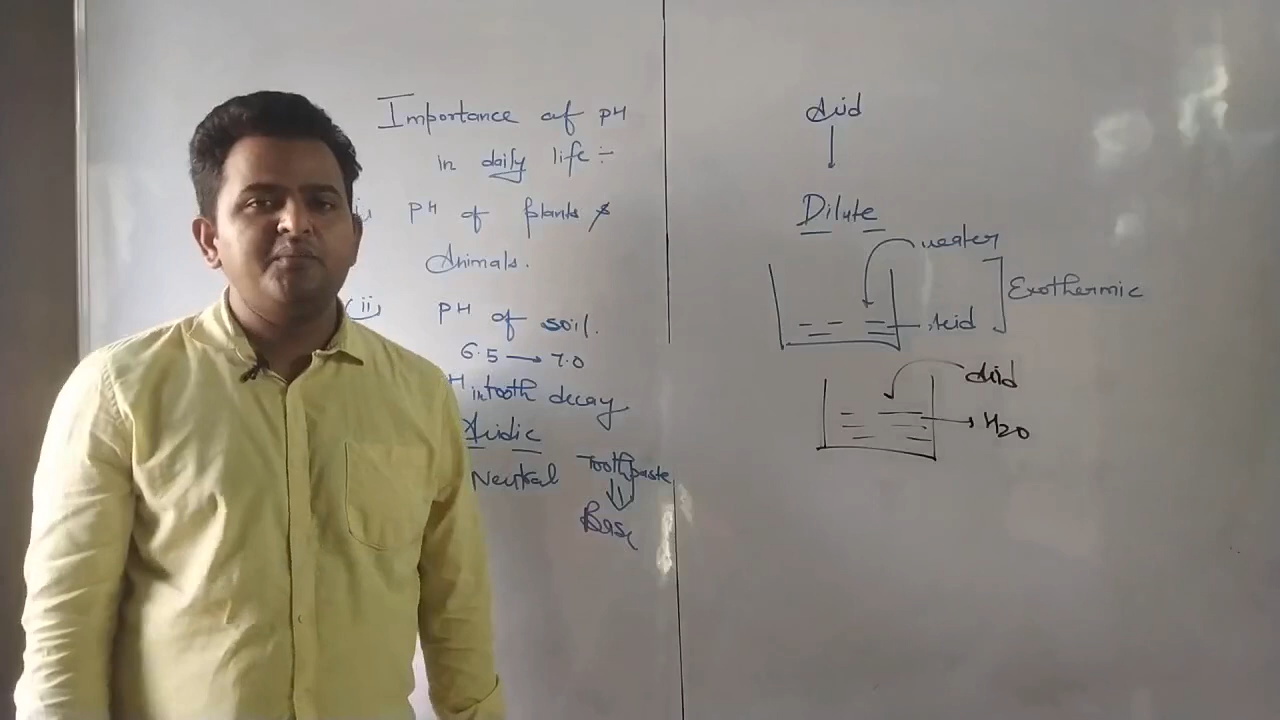 Importance of pH
in daily life :-
pH of plants &
Animals.
(ii) pH of soil.
6.5 → 7.0
H in tooth decay
Acidic
Neutral Toothpaste
Base
Acid
Dilute
water
Acid
Exothermic
Acid
H2O